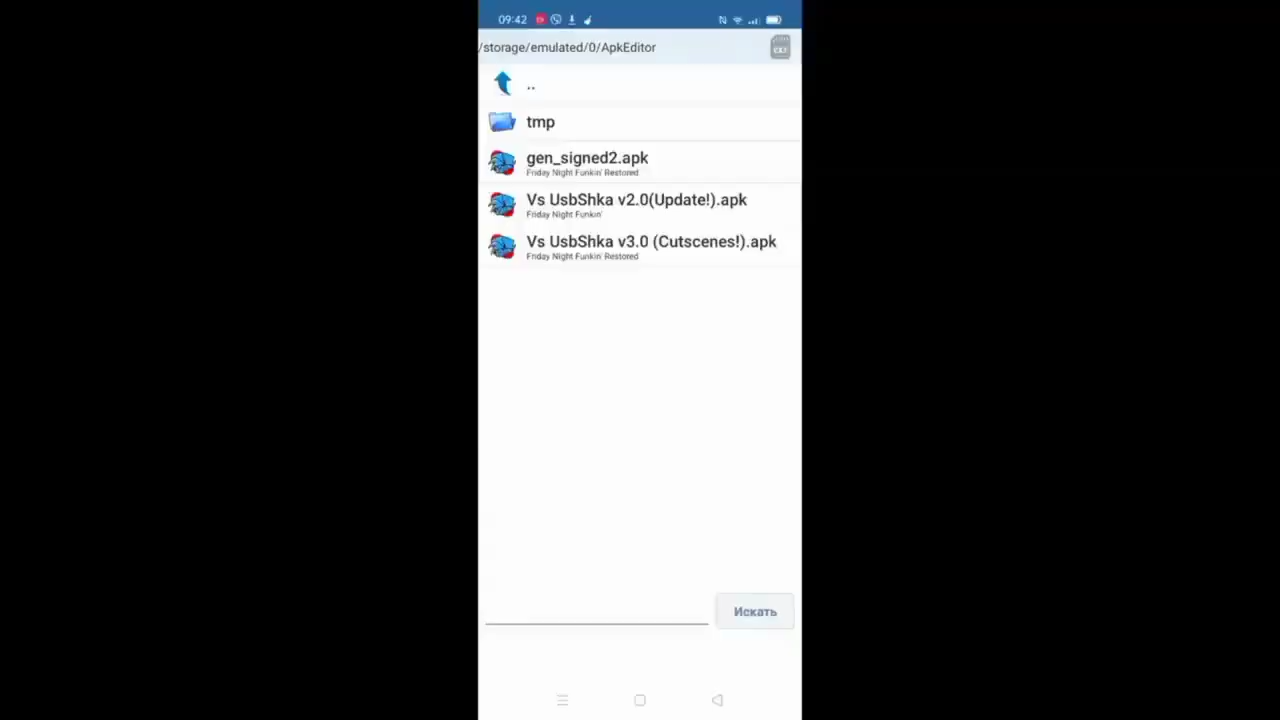 09:42
/storage/emulated/0/ApkEditor
..
tmp
gen_signed2.apk
Friday Night Funkin' Restored
Vs UsbShka v2.0(Update!).apk
Friday Night Funkin'
Vs UsbShka v3.0 (Cutscenes!).apk
Friday Night Funkin' Restored
Искать